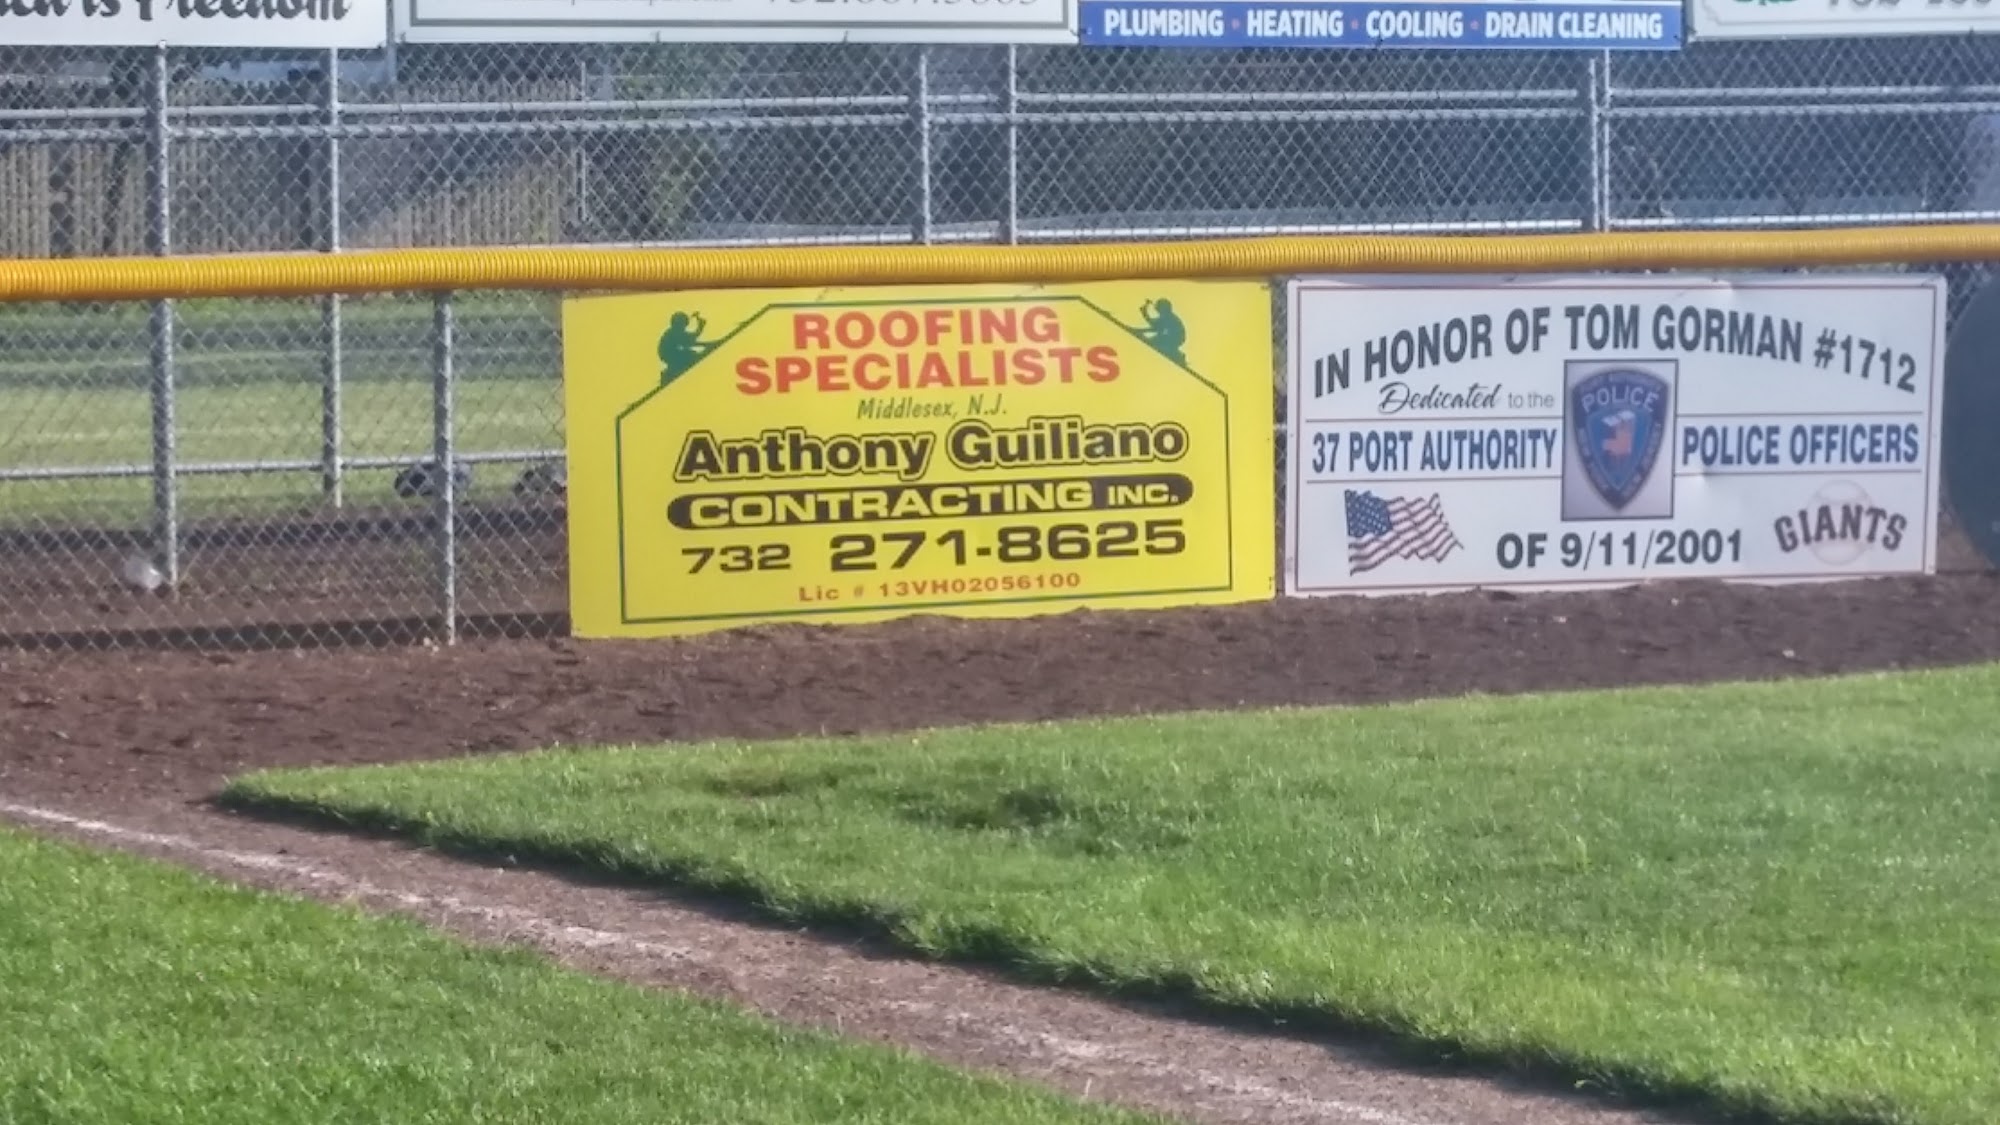 is Freedom
PLUMBING • HEATING • COOLING • DRAIN CLEANING
ROOFING
SPECIALISTS
Middlesex, N.J.
Anthony Guiliano
CONTRACTING INC.
732 271-8625
Lic # 13VH02056100
IN HONOR OF TOM GORMAN #1712
Dedicated to the
37 PORT AUTHORITY POLICE POLICE OFFICERS
OF 9/11/2001
GIANTS